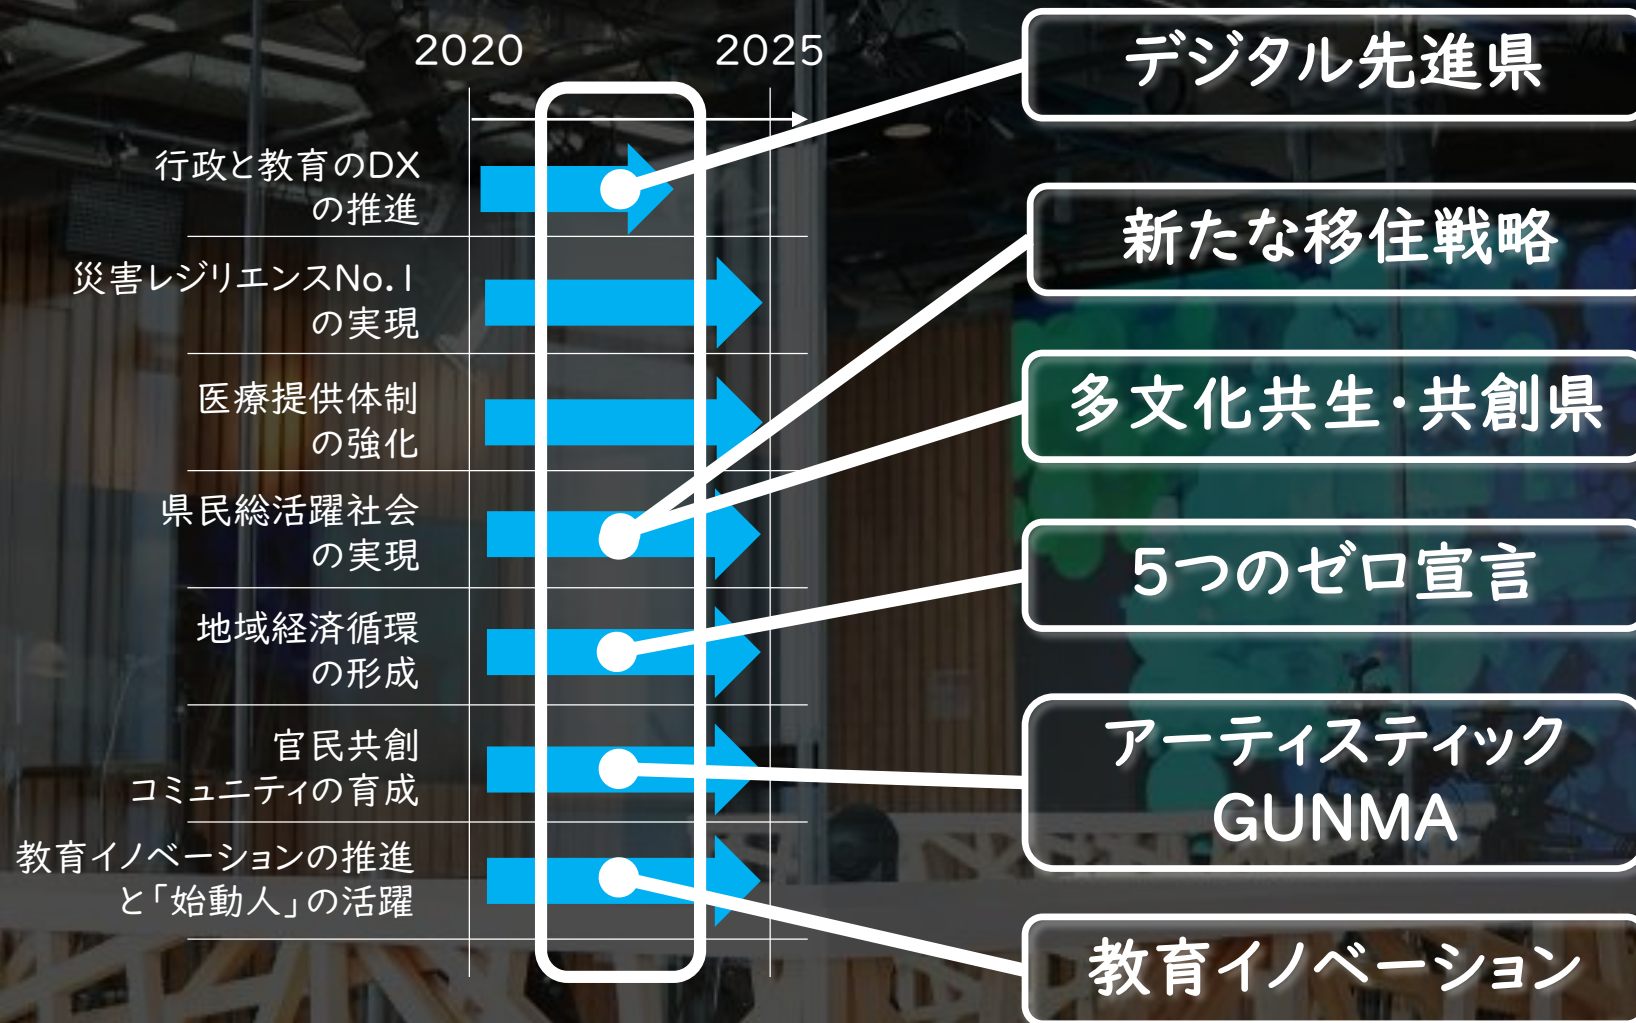 2020
2025
行政と教育のDX
の推進
災害レジリエンスNo.1
の実現
医療提供体制
の強化
県民総活躍社会
の実現
地域経済循環
の形成
官民共創
コミュニティの育成
教育イノベーションの推進
と「始動人」の活躍
デジタル先進県
新たな移住戦略
多文化共生・共創県
5つのゼロ宣言
アーティスティック
GUNMA
教育イノベーション